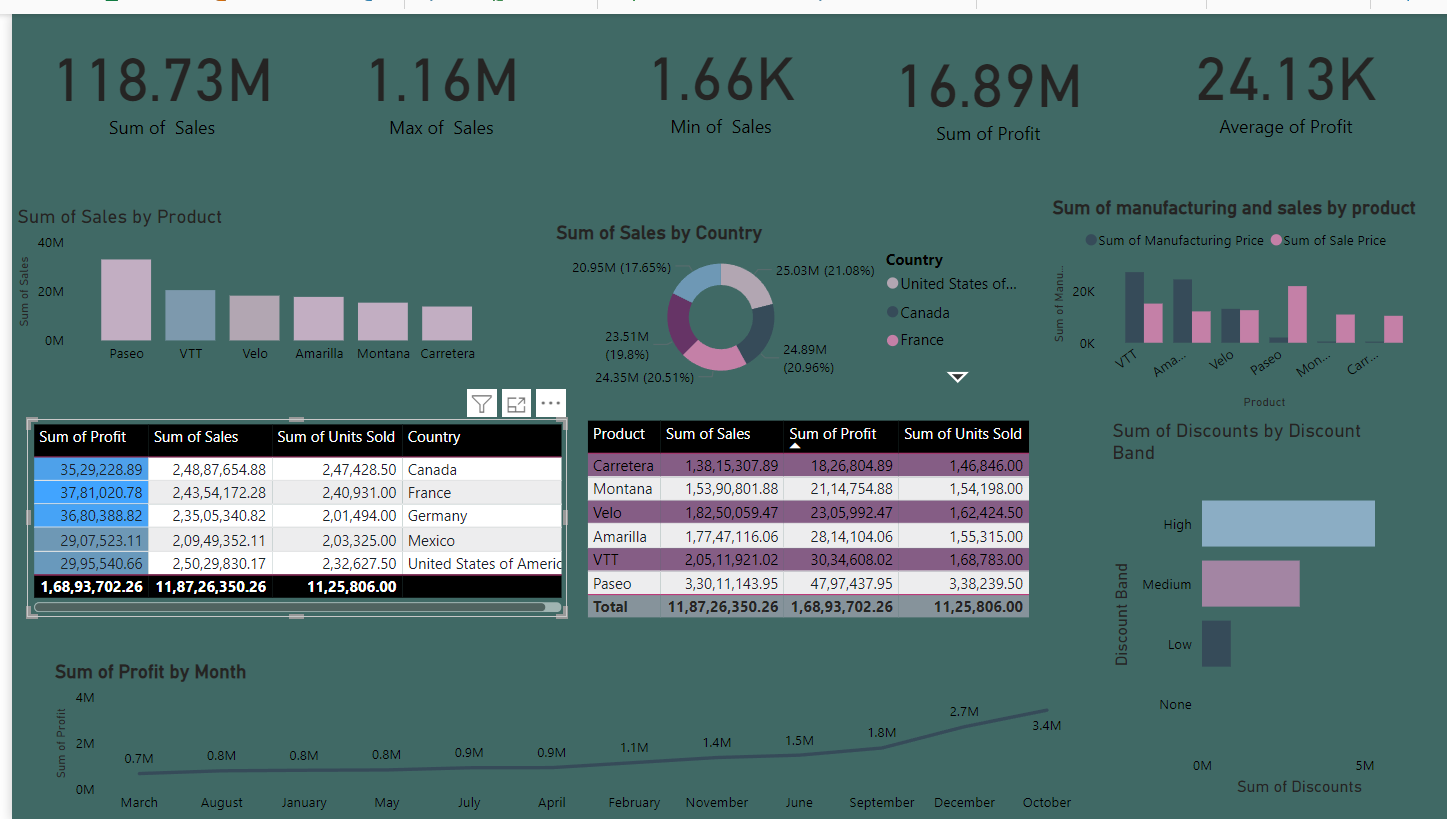 118.73M
Sum of Sales
1.16M
Max of Sales
1.66K
Min of Sales
16.89M
Sum of Profit
24.13K
Average of Profit
Sum of Sales by Product
Sum of Sales
40M
20M
0M
Paseo VTT Velo Amarilla Montana Carretera
Sum of Sales by Country
20.95M (17.65%)
25.03M (21.08%)
23.51M
(19.8%)
24.89M
(20.96%)
24.35M (20.51%)
Country
United States of...
Canada
France
Sum of manufacturing and sales by product
Sum of Manufacturing Price Sum of Sale Price
Sum of Manu...
20K
0K
VTT Ama... Velo Paseo Mon... Carr...
Product
Sum of Profit Sum of Sales Sum of Units Sold Country
35,29,228.89 2,48,87,654.88 2,47,428.50 Canada
37,81,020.78 2,43,54,172.28 2,40,931.00 France
36,80,388.82 2,35,05,340.82 2,01,494.00 Germany
29,07,523.11 2,09,49,352.11 2,03,325.00 Mexico
29,95,540.66 2,50,29,830.17 2,32,627.50 United States of Americ
1,68,93,702.26 11,87,26,350.26 11,25,806.00
Product Sum of Sales Sum of Profit Sum of Units Sold
Carretera 1,38,15,307.89 18,26,804.89 1,46,846.00
Montana 1,53,90,801.88 21,14,754.88 1,54,198.00
Velo 1,82,50,059.47 23,05,992.47 1,62,424.50
Amarilla 1,77,47,116.06 28,14,104.06 1,55,315.00
VTT 2,05,11,921.02 30,34,608.02 1,68,783.00
Paseo 3,30,11,143.95 47,97,437.95 3,38,239.50
Total 11,87,26,350.26 1,68,93,702.26 11,25,806.00
Sum of Discounts by Discount
Band
Discount Band
High
Medium
Low
None
0M 5M
Sum of Discounts
Sum of Profit by Month
Sum of Profit
4M
2M
0M
0.7M 0.8M 0.8M 0.8M 0.9M 0.9M 1.1M 1.4M 1.5M 1.8M 2.7M 3.4M
March August January May July April February November June September December October